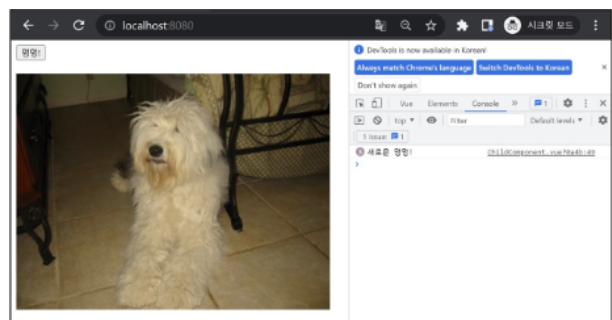 localhost:8080
시크릿 모드
멍멍!
DevTools is now available in Korean!
Always match Chrome's language
Switch DevTools to Korean
Don't show again
Vue
Elements
Console
1
top
Filter
Default levels
1 Issue: 1
새로운 멍멍!